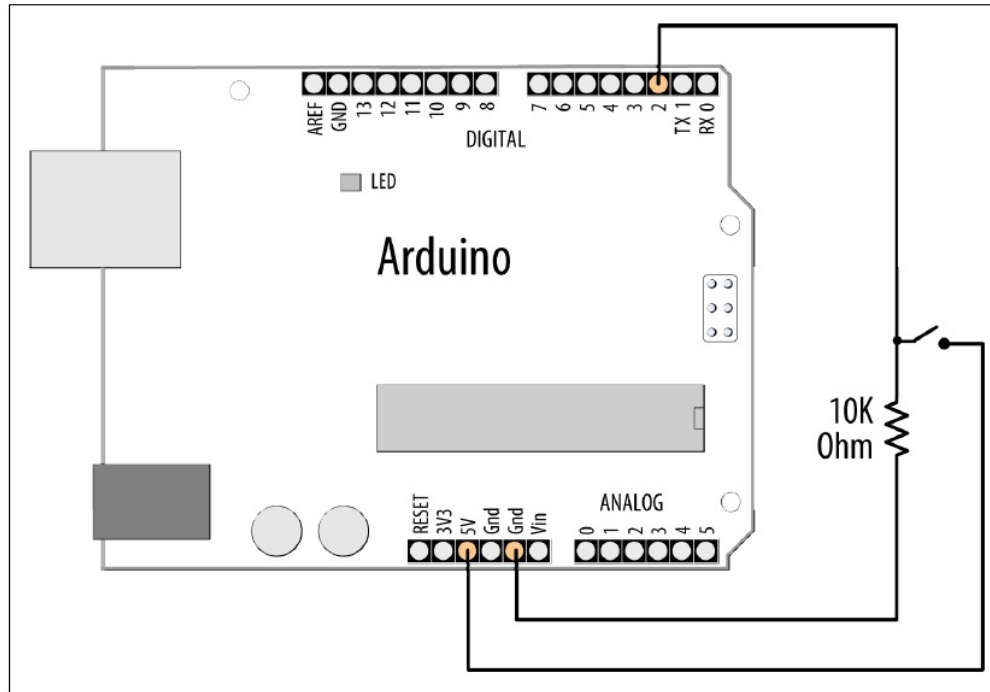 AREF
GND
13
12
11
10
9
8
7
6
5
4
3
2
TX 1
RX 0
DIGITAL
LED
Arduino
10K
Ohm
ANALOG
RESET
3V3
5V
Gnd
Gnd
Vin
0
1
2
3
4
5